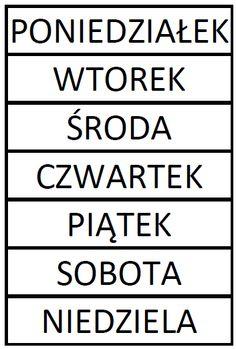 PONIEDZIAŁEK
WTOREK
ŚRODA
CZWARTEK
PIĄTEK
SOBOTA
NIEDZIELA